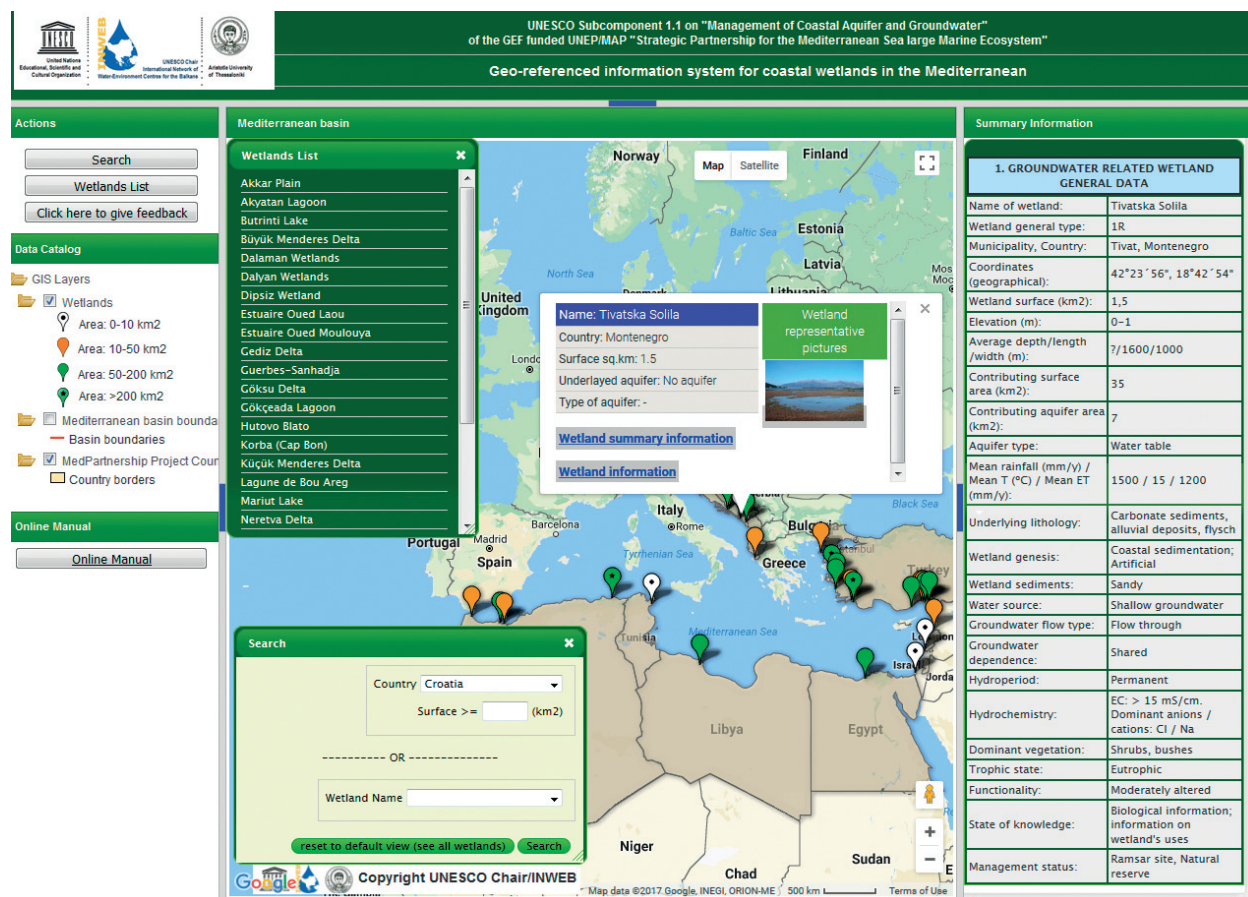 UNESCO Subcomponent 1.1 on "Management of Coastal Aquifer and Groundwater"
of the GEF funded UNEP/MAP "Strategic Partnership for the Mediterranean Sea large Marine Ecosystem"
Geo-referenced information system for coastal wetlands in the Mediterranean
UNESCO
United Nations
Educational, Scientific and
Cultural Organization
INWEB
UNESCO Chair
International Network of
Water-Environment Centres for the Balkans
Aristotle University
of Thessaloniki
Actions
Search
Wetlands List
Click here to give feedback
Data Catalog
GIS Layers
Wetlands
Area: 0-10 km2
Area: 10-50 km2
Area: 50-200 km2
Area: >200 km2
Mediterranean basin bounda
Basin boundaries
MedPartnership Project Coun
Country borders
Online Manual
Online Manual
Mediterranean basin
Wetlands List
Akkar Plain
Akyatan Lagoon
Butrinti Lake
Büyük Menderes Delta
Dalaman Wetlands
Dalyan Wetlands
Dipsiz Wetland
Estuaire Oued Laou
Estuaire Oued Moulouya
Gediz Delta
Guerbes-Sanhadja
Göksu Delta
Gökçeada Lagoon
Hutovo Blato
Korba (Cap Bon)
Küçük Menderes Delta
Lagune de Bou Areg
Mariut Lake
Neretva Delta
Map Satellite
Norway
Finland
Baltic Sea
Estonia
Latvia
Mos
North Sea
Denmark
Lithuania
United
Kingdom
Londo
Name: Tivatska Solila
Country: Montenegro
Surface sq.km: 1.5
Underlayed aquifer: No aquifer
Type of aquifer: -
Wetland
representative
pictures
Wetland summary information
Wetland information
Black Sea
Italy
Rome
Barcelona
Madrid
Portugal
Spain
Tyrrhenian Sea
Greece
Istanbul
Turkey
Tunisia
Mediterranean Sea
Israel
Jorda
Libya
Egypt
Niger
Chad
Sudan
Search
Country Croatia
Surface >= (km2)
---------- OR --------------
Wetland Name
reset to default view (see all wetlands) Search
Google
Copyright UNESCO Chair/INWEB
Map data ©2017 Google, INEGI, ORION-ME 500 km Terms of Use
Summary Information
1. GROUNDWATER RELATED WETLAND
GENERAL DATA
Name of wetland: Tivatska Solila
Wetland general type: 1R
Municipality, Country: Tivat, Montenegro
Coordinates
(geographical): 42°23´56", 18°42´54"
Wetland surface (km2): 1,5
Elevation (m): 0-1
Average depth/length
/width (m): ?/1600/1000
Contributing surface
area (km2): 35
Contributing aquifer area
(km2): 7
Aquifer type: Water table
Mean rainfall (mm/y) /
Mean T (ºC) / Mean ET
(mm/y): 1500 / 15 / 1200
Underlying lithology: Carbonate sediments,
alluvial deposits, flysch
Wetland genesis: Coastal sedimentation;
Artificial
Wetland sediments: Sandy
Water source: Shallow groundwater
Groundwater flow type: Flow through
Groundwater
dependence: Shared
Hydroperiod: Permanent
Hydrochemistry: EC: > 15 mS/cm.
Dominant anions /
cations: Cl / Na
Dominant vegetation: Shrubs, bushes
Trophic state: Eutrophic
Functionality: Moderately altered
State of knowledge: Biological information;
information on
wetland's uses
Management status: Ramsar site, Natural
reserve